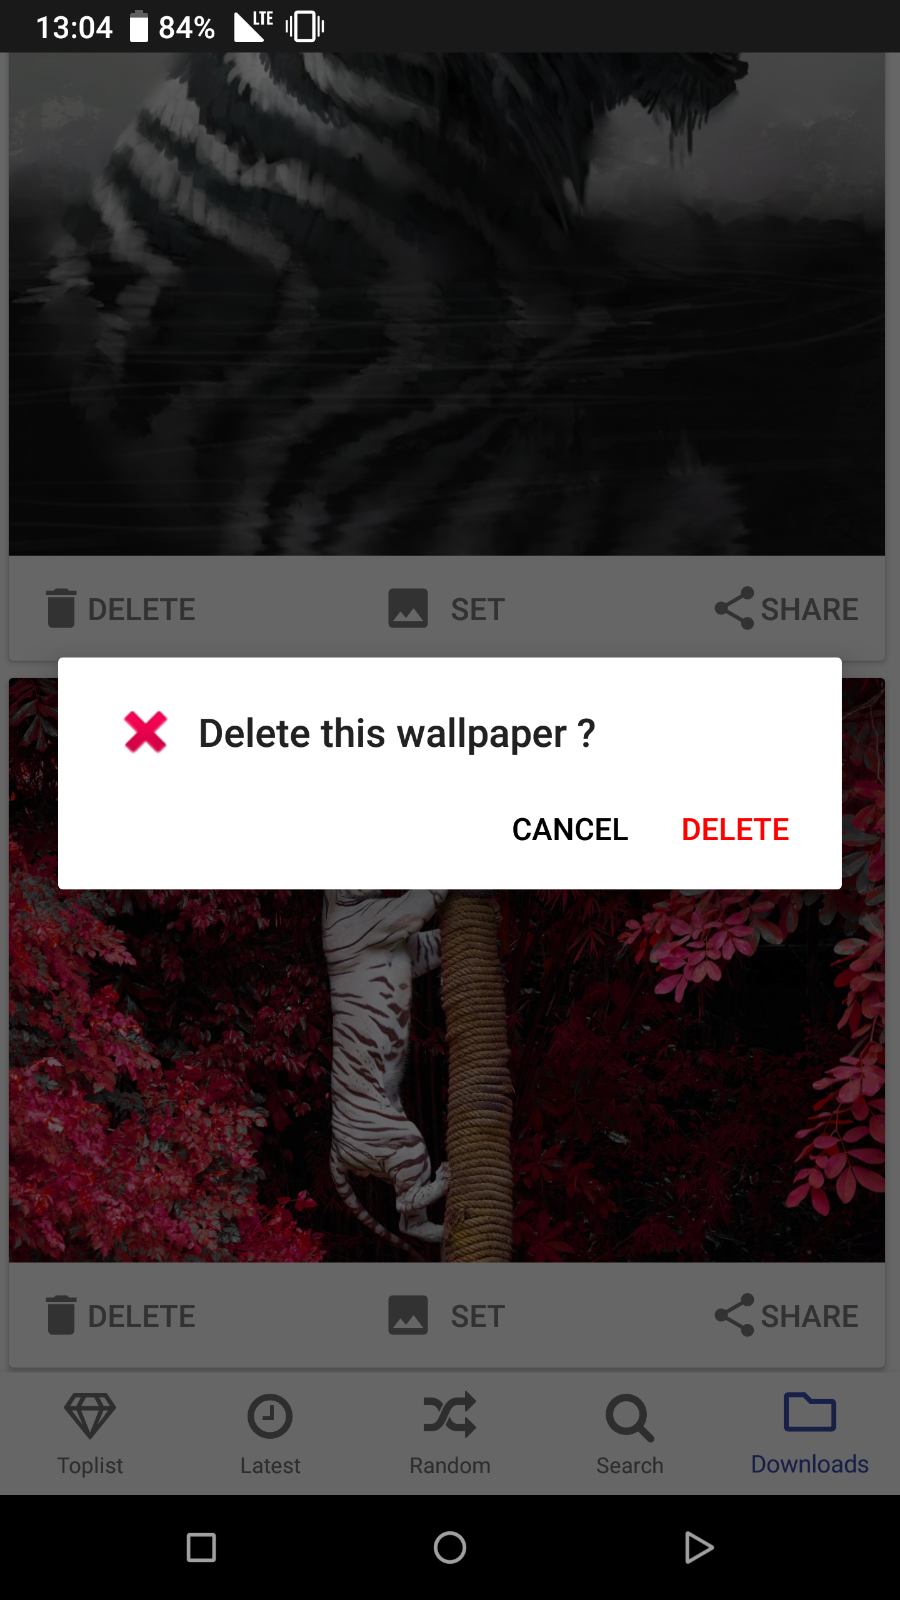 13:04 84% LTE
DELETE SET SHARE
Delete this wallpaper ?
CANCEL DELETE
DELETE SET SHARE
Toplist Latest Random Search Downloads